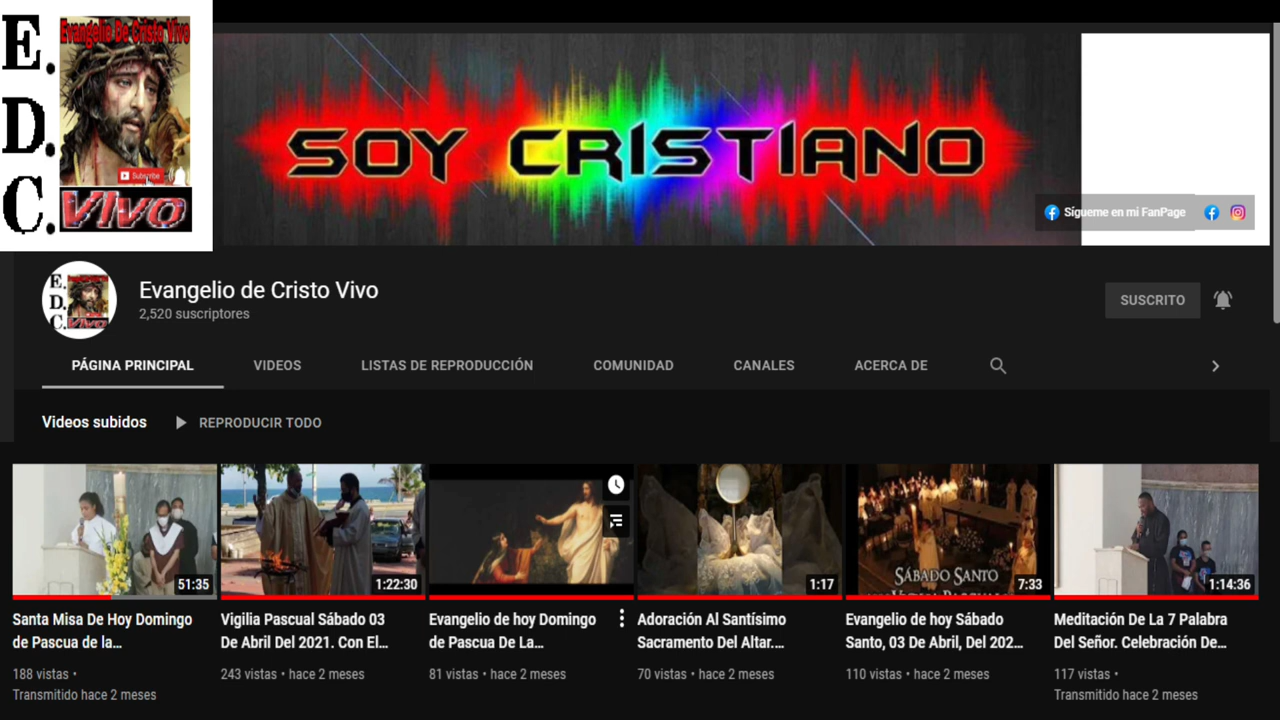 E.
D.
C.
Evangelio De Cristo Vivo
Subscribe
Vivo
SOY CRISTIANO
Sígueme en mi FanPage
E.
D.
C.
Vivo
Evangelio de Cristo Vivo
2,520 suscriptores
SUSCRITO
PÁGINA PRINCIPAL
VIDEOS
LISTAS DE REPRODUCCIÓN
COMUNIDAD
CANALES
ACERCA DE
Videos subidos
REPRODUCIR TODO
51:35
1:22:30
1:17
SÁBADO SANTO
7:33
1:14:36
Santa Misa De Hoy Domingo
de Pascua de la...
188 vistas •
Transmitido hace 2 meses
Vigilia Pascual Sábado 03
De Abril Del 2021. Con El...
243 vistas • hace 2 meses
Evangelio de hoy Domingo
de Pascua De La...
81 vistas • hace 2 meses
Adoración Al Santísimo
Sacramento Del Altar....
70 vistas • hace 2 meses
Evangelio de hoy Sábado
Santo, 03 De Abril, Del 202...
110 vistas • hace 2 meses
Meditación De La 7 Palabra
Del Señor. Celebración De...
117 vistas •
Transmitido hace 2 meses